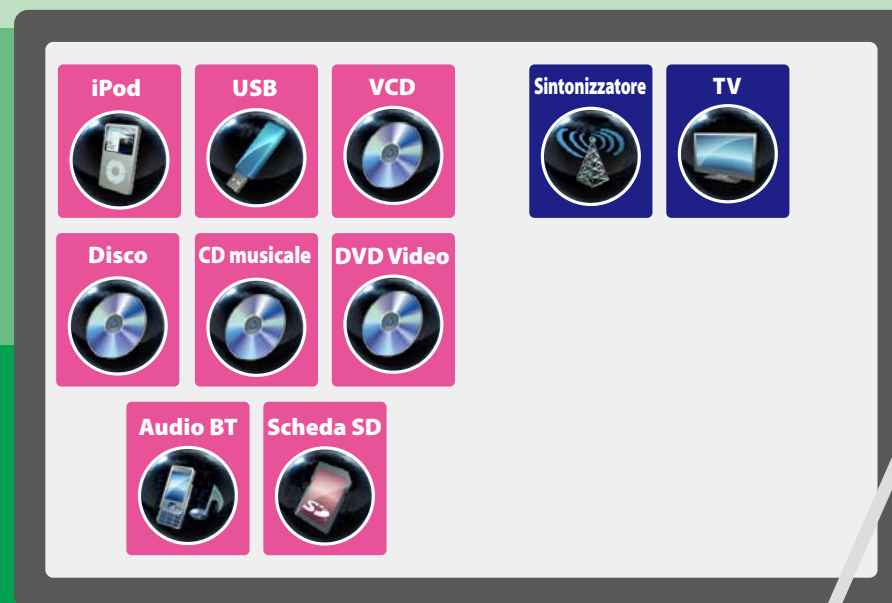 iPod
USB
VCD
Sintonizzatore
TV
Disco
CD musicale
DVD Video
Audio BT
Scheda SD